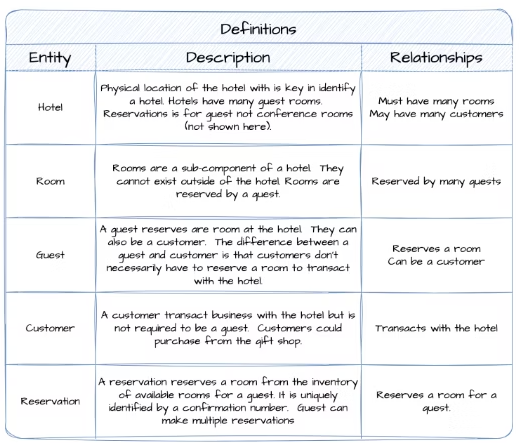 Definitions
Entity
Description
Relationships
Hotel
Physical location of the hotel with is key in identify
a hotel. Hotels have many guest rooms.
Reservations is for guest not conference rooms
(not shown here).
Must have many rooms
May have many customers
Room
Rooms are a sub-component of a hotel. They
cannot exist outside of the hotel. Rooms are
reserved by a guest.
Reserved by many guests
Guest
A guest reserves are room at the hotel. They can
also be a customer. The difference between a
guest and customer is that customers don't
necessarily have to reserve a room to transact
with the hotel.
Reserves a room
Can be a customer
Customer
A customer transact business with the hotel but is
not required to be a guest. Customers could
purchase from the gift shop.
Transacts with the hotel
Reservation
A reservation reserves a room from the inventory
of available rooms for a guest. It is uniquely
identified by a confirmation number. Guest can
make multiple reservations
Reserves a room for a
guest.